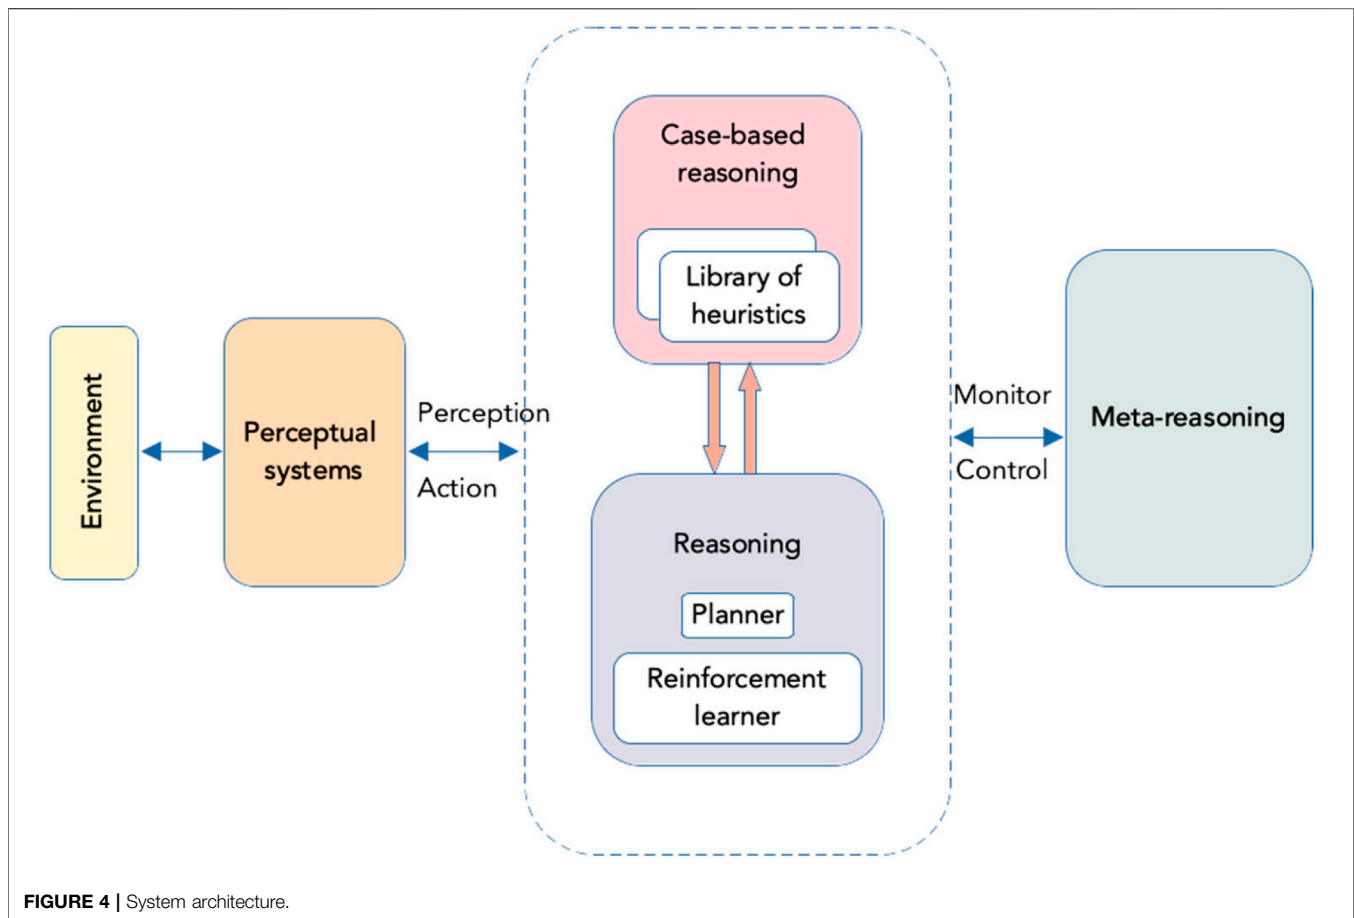 Case-based
reasoning
Library of
heuristics
Environment
Perceptual
systems
Perception
Action
Reasoning
Planner
Reinforcement
learner
Monitor
Control
Meta-reasoning
FIGURE 4 | System architecture.